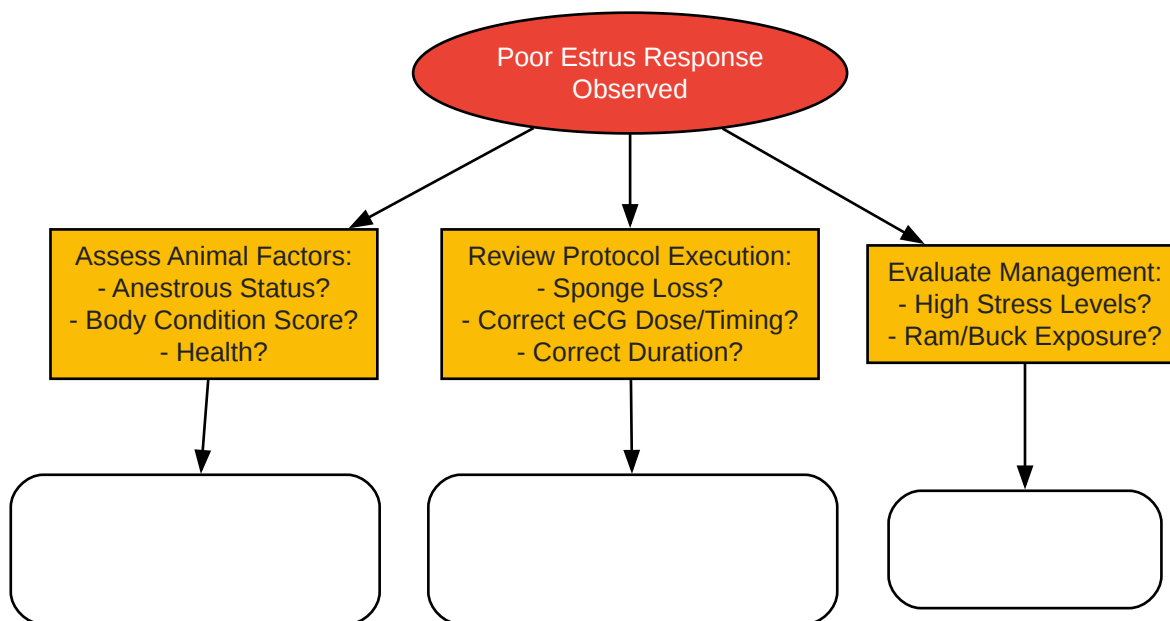 Poor Estrus Response
Observed
Assess Animal Factors:
- Anestrous Status?
- Body Condition Score?
- Health?
Review Protocol Execution:
- Sponge Loss?
- Correct eCG Dose/Timing?
- Correct Duration?
Evaluate Management:
- High Stress Levels?
- Ram/Buck Exposure?